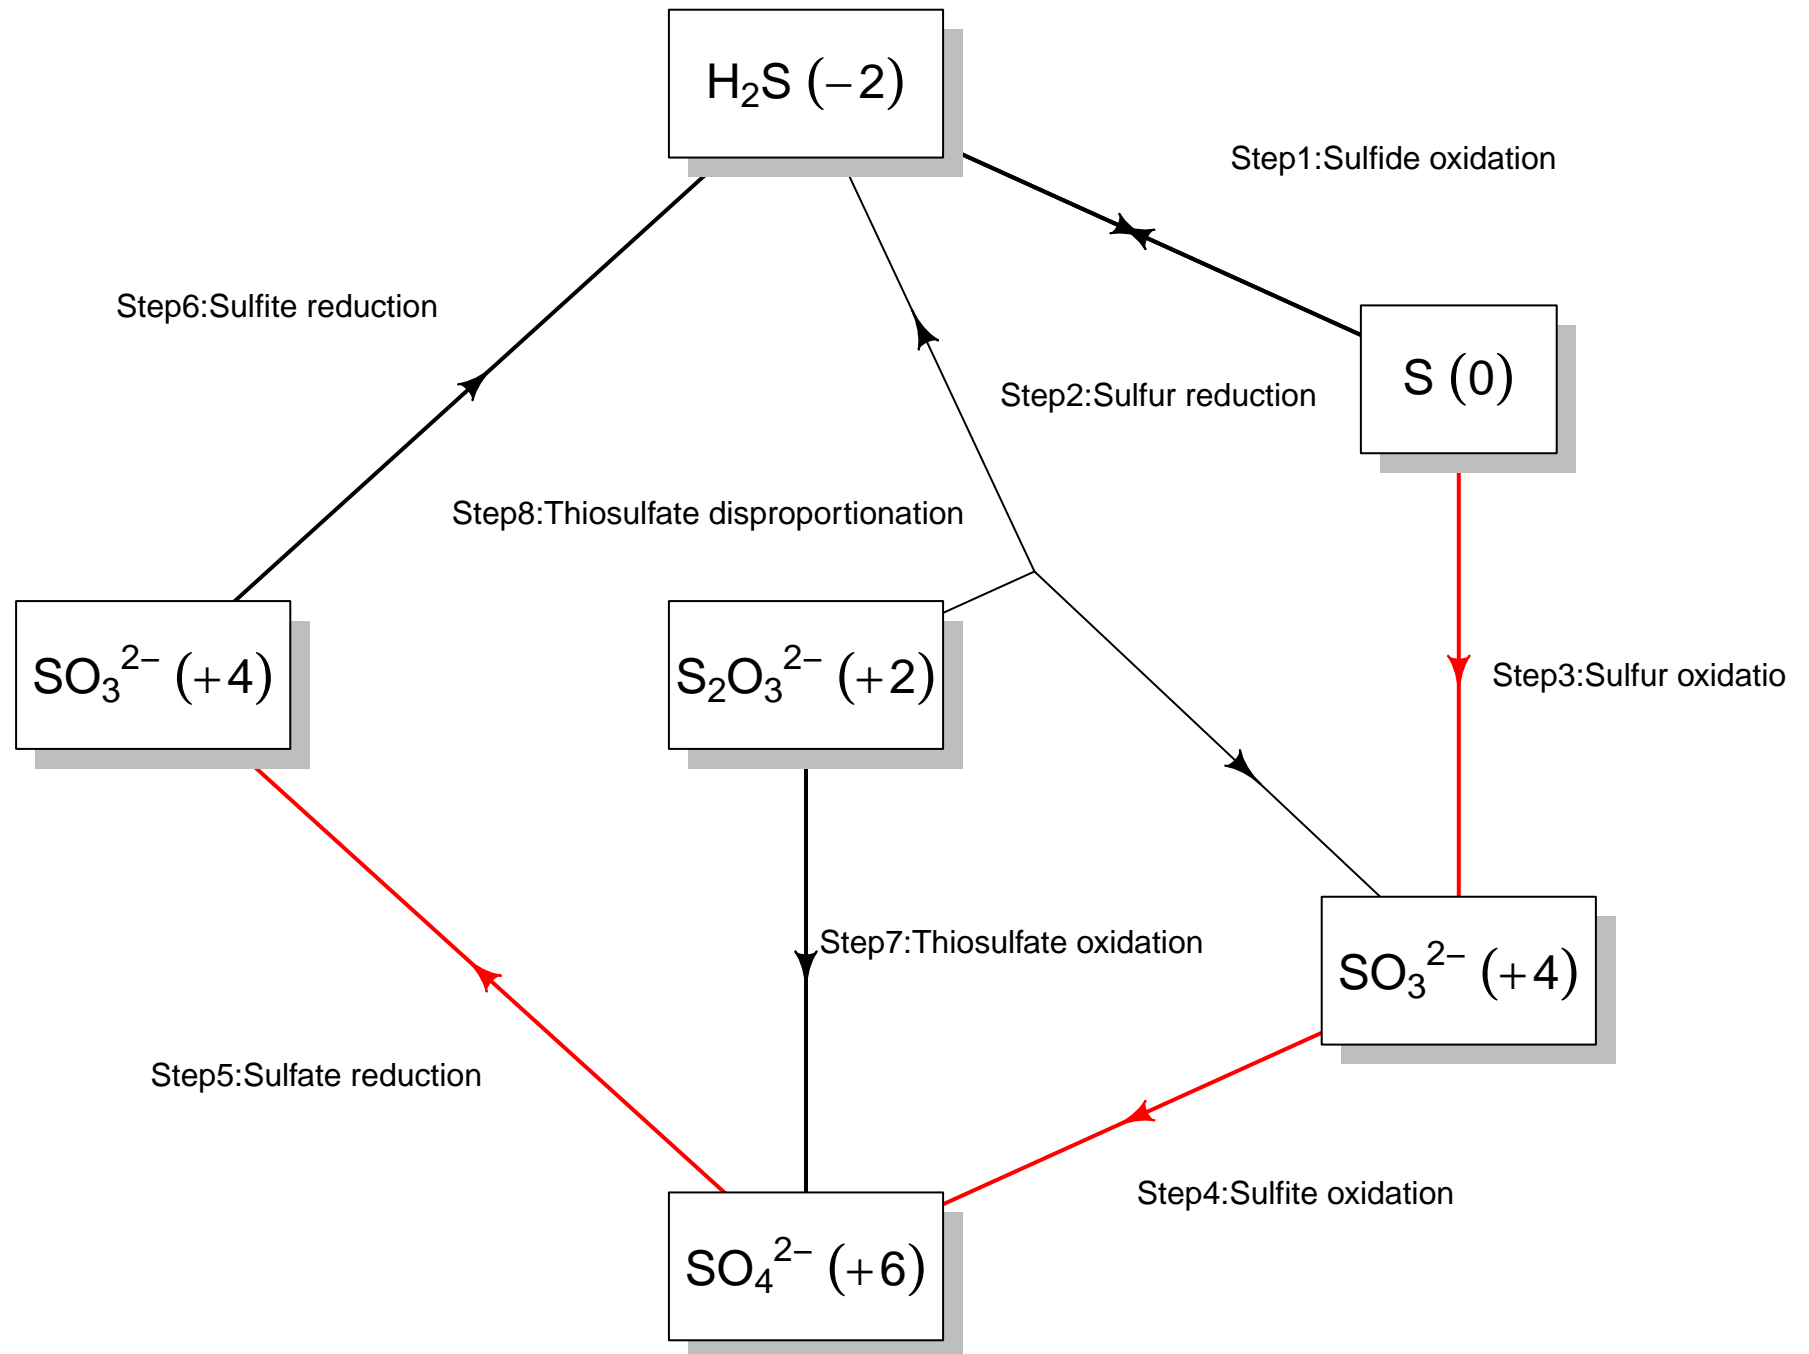 H₂S (−2)
Step1:Sulfide oxidation
Step6:Sulfite reduction
S (0)
Step2:Sulfur reduction
Step8:Thiosulfate disproportionation
SO₃²⁻ (+4)
S₂O₃²⁻ (+2)
Step3:Sulfur oxidatio
Step7:Thiosulfate oxidation
SO₃²⁻ (+4)
Step5:Sulfate reduction
Step4:Sulfite oxidation
SO₄²⁻ (+6)